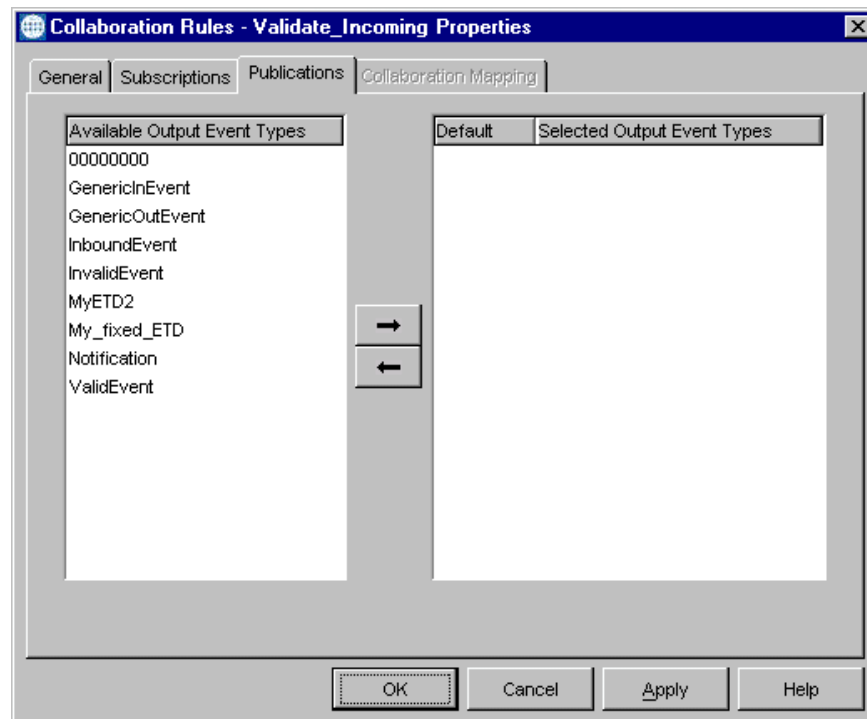 Collaboration Rules - Validate_Incoming Properties
General
Subscriptions
Publications
Collaboration Mapping
Available Output Event Types
00000000
GenericInEvent
GenericOutEvent
InboundEvent
InvalidEvent
MyETD2
My_fixed_ETD
Notification
ValidEvent
Default
Selected Output Event Types
OK
Cancel
Apply
Help